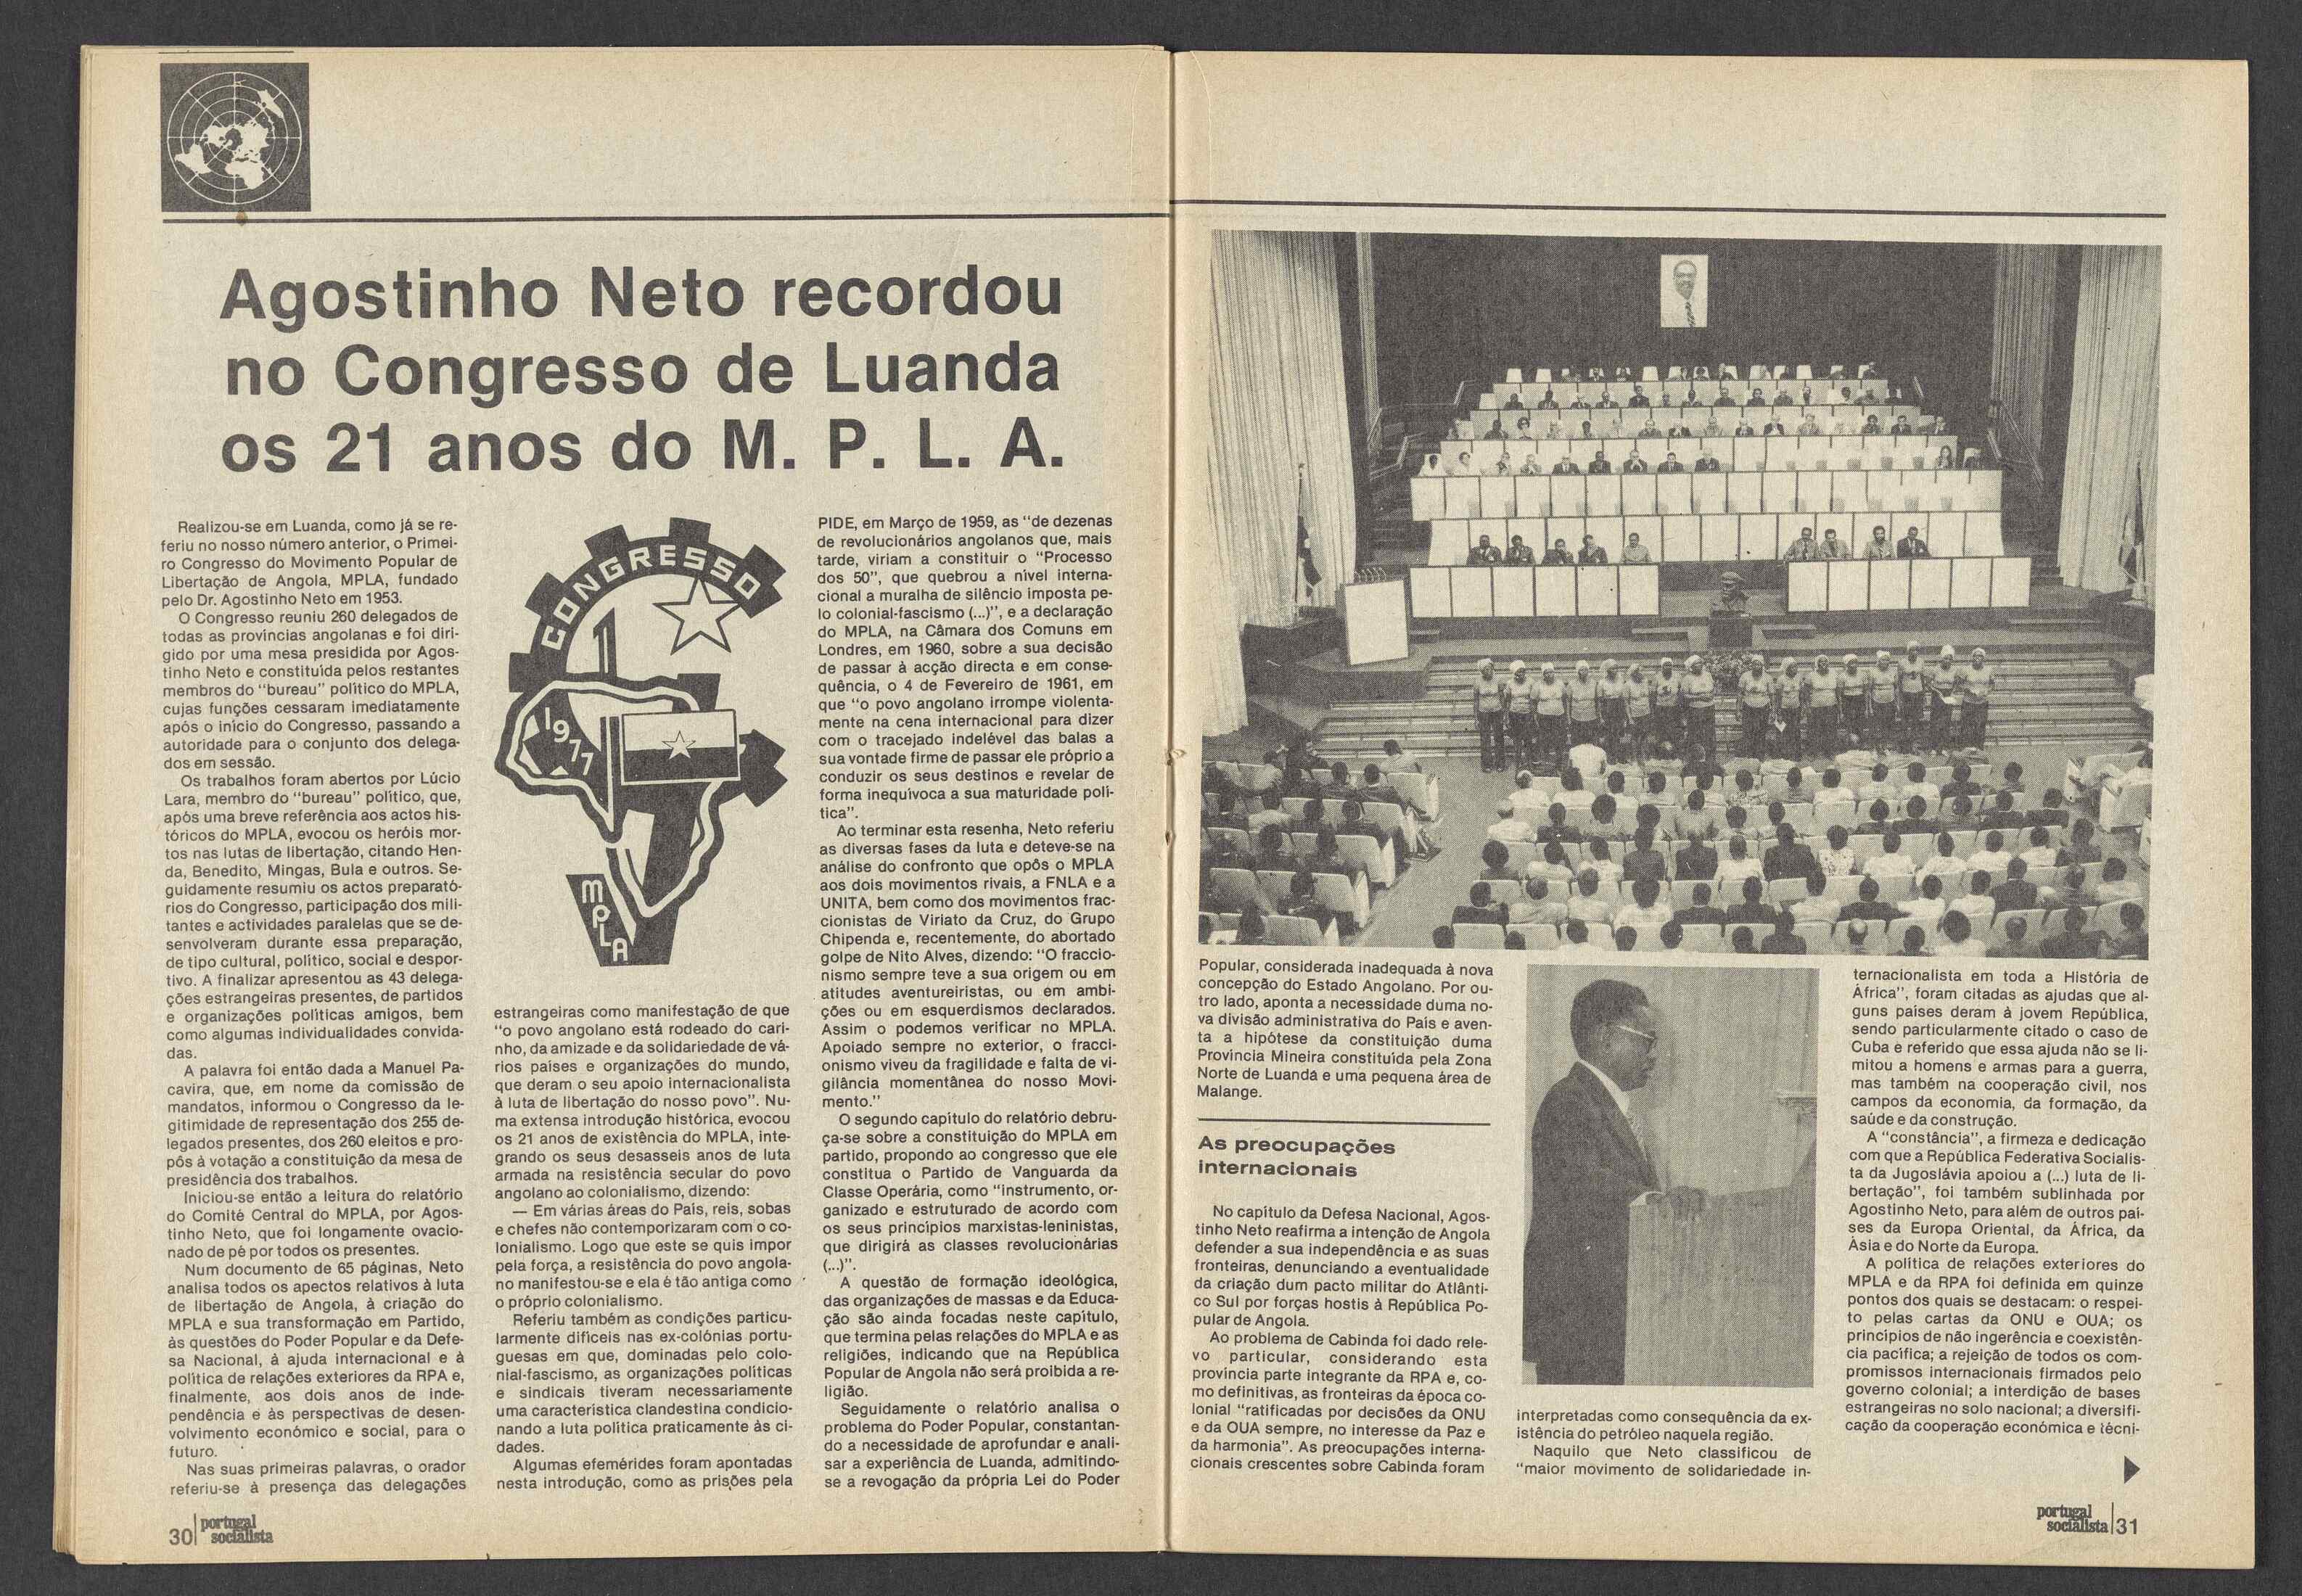 Agostinho Neto recordou
no Congresso de Luanda
os 21 anos do M. P. L. A.
Realizou-se em Luanda, como já se re-
feriu no nosso número anterior, o Primei-
ro Congresso do Movimento Popular de
Libertação de Angola, MPLA, fundado
pelo Dr. Agostinho Neto em 1953.
O Congresso reuniu 260 delegados de
todas as províncias angolanas e foi diri-
gido por uma mesa presidida por Agos-
tinho Neto e constituída pelos restantes
membros do "bureau" político do MPLA,
cujas funções cessaram imediatamente
após o início do Congresso, passando a
autoridade para o conjunto dos delega-
dos em sessão.
Os trabalhos foram abertos por Lúcio
Lara, membro do "bureau" político, que,
após uma breve referência aos actos his-
tóricos do MPLA, evocou os heróis mor-
tos nas lutas de libertação, citando Hen-
da, Benedito, Mingas, Bula e outros. Se-
guidamente resumiu os actos preparató-
rios do Congresso, participação dos mili-
tantes e actividades paralelas que se de-
senvolveram durante essa preparação,
de tipo cultural, político, social e despor-
tivo. A finalizar apresentou as 43 delega-
ções estrangeiras presentes, de partidos
e organizações políticas amigos, bem
como algumas individualidades convida-
das.
A palavra foi então dada a Manuel Pa-
cavira, que, em nome da comissão de
mandatos, informou o Congresso da le-
gitimidade de representação dos 255 de-
legados presentes, dos 260 eleitos e pro-
pôs à votação a constituição da mesa de
presidência dos trabalhos.
Iniciou-se então a leitura do relatório
do Comité Central do MPLA, por Agos-
tinho Neto, que foi longamente ovacio-
nado de pé por todos os presentes.
Num documento de 65 páginas, Neto
analisa todos os apectos relativos à luta
de libertação de Angola, à criação do
MPLA e sua transformação em Partido,
às questões do Poder Popular e da Defe-
sa Nacional, à ajuda internacional e à
política de relações exteriores da RPA e,
finalmente, aos dois anos de inde-
pendência e às perspectivas de desen-
volvimento económico e social, para o
futuro.
Nas suas primeiras palavras, o orador
referiu-se à presença das delegações
CONGRESSO
1
1977
MPLA
estrangeiras como manifestação de que
"o povo angolano está rodeado do cari-
nho, da amizade e da solidariedade de vá-
rios países e organizações do mundo,
que deram o seu apoio internacionalista
à luta de libertação do nosso povo". Nu-
ma extensa introdução histórica, evocou
os 21 anos de existência do MPLA, inte-
grando os seus desasseis anos de luta
armada na resistência secular do povo
angolano ao colonialismo, dizendo:
— Em várias áreas do País, reis, sobas
e chefes não contemporizaram com o co-
lonialismo. Logo que este se quis impor
pela força, a resistência do povo angola-
no manifestou-se e ela é tão antiga como
o próprio colonialismo.
Referiu também as condições particu-
larmente difíceis nas ex-colónias portu-
guesas em que, dominadas pelo colo-
nial-fascismo, as organizações políticas
e sindicais tiveram necessariamente
uma característica clandestina condicio-
nando a luta política praticamente às ci-
dades.
Algumas efemérides foram apontadas
nesta introdução, como as prisões pela
PIDE, em Março de 1959, as "de dezenas
de revolucionários angolanos que, mais
tarde, viriam a constituir o "Processo
dos 50", que quebrou a nível interna-
cional a muralha de silêncio imposta pe-
lo colonial-fascismo (...)", e a declaração
do MPLA, na Câmara dos Comuns em
Londres, em 1960, sobre a sua decisão
de passar à acção directa e em conse-
quência, o 4 de Fevereiro de 1961, em
que "o povo angolano irrompe violenta-
mente na cena internacional para dizer
com o tracejado indelével das balas a
sua vontade firme de passar ele próprio a
conduzir os seus destinos e revelar de
forma inequívoca a sua maturidade polí-
tica".
Ao terminar esta resenha, Neto referiu
as diversas fases da luta e deteve-se na
análise do confronto que opôs o MPLA
aos dois movimentos rivais, a FNLA e a
UNITA, bem como dos movimentos frac-
cionistas de Viriato da Cruz, do Grupo
Chipenda e, recentemente, do abortado
golpe de Nito Alves, dizendo: "O fraccio-
nismo sempre teve a sua origem ou em
atitudes aventureiristas, ou em ambi-
ções ou em esquerdismos declarados.
Assim o podemos verificar no MPLA.
Apoiado sempre no exterior, o fracci-
onismo viveu da fragilidade e falta de vi-
gilância momentânea do nosso Movi-
mento."
O segundo capítulo do relatório debru-
ça-se sobre a constituição do MPLA em
partido, propondo ao congresso que ele
constitua o Partido de Vanguarda da
Classe Operária, como "instrumento, or-
ganizado e estruturado de acordo com
os seus princípios marxistas-leninistas,
que dirigirá as classes revolucionárias
(...)".
A questão de formação ideológica,
das organizações de massas e da Educa-
ção são ainda focadas neste capítulo,
que termina pelas relações do MPLA e as
religiões, indicando que na República
Popular de Angola não será proibida a re-
ligião.
Seguidamente o relatório analisa o
problema do Poder Popular, constantan-
do a necessidade de aprofundar e anali-
sar a experiência de Luanda, admitindo-
se a revogação da própria Lei do Poder
30 portugal
socialista
Popular, considerada inadequada à nova
concepção do Estado Angolano. Por ou-
tro lado, aponta a necessidade duma no-
va divisão administrativa do País e aven-
ta a hipótese da constituição duma
Província Mineira constituída pela Zona
Norte de Luanda e uma pequena área de
Malange.
As preocupações
internacionais
No capítulo da Defesa Nacional, Agos-
tinho Neto reafirma a intenção de Angola
defender a sua independência e as suas
fronteiras, denunciando a eventualidade
da criação dum pacto militar do Atlânti-
co Sul por forças hostis à República Po-
pular de Angola.
Ao problema de Cabinda foi dado rele-
vo particular, considerando esta
província parte integrante da RPA e, co-
mo definitivas, as fronteiras da época co-
lonial "ratificadas por decisões da ONU
e da OUA sempre, no interesse da Paz e
da harmonia". As preocupações interna-
cionais crescentes sobre Cabinda foram
interpretadas como consequência da ex-
istência do petróleo naquela região.
Naquilo que Neto classificou de
"maior movimento de solidariedade in-
ternacionalista em toda a História de
África", foram citadas as ajudas que al-
guns países deram à jovem República,
sendo particularmente citado o caso de
Cuba e referido que essa ajuda não se li-
mitou a homens e armas para a guerra,
mas também na cooperação civil, nos
campos da economia, da formação, da
saúde e da construção.
A "constância", a firmeza e dedicação
com que a República Federativa Socialis-
ta da Jugoslávia apoiou a (...) luta de li-
bertação", foi também sublinhada por
Agostinho Neto, para além de outros paí-
ses da Europa Oriental, da África, da
Ásia e do Norte da Europa.
A política de relações exteriores do
MPLA e da RPA foi definida em quinze
pontos dos quais se destacam: o respei-
to pelas cartas da ONU e OUA; os
princípios de não ingerência e coexistên-
cia pacífica; a rejeição de todos os com-
promissos internacionais firmados pelo
governo colonial; a interdição de bases
estrangeiras no solo nacional; a diversifi-
cação da cooperação económica e técni-
portugal
socialista 31